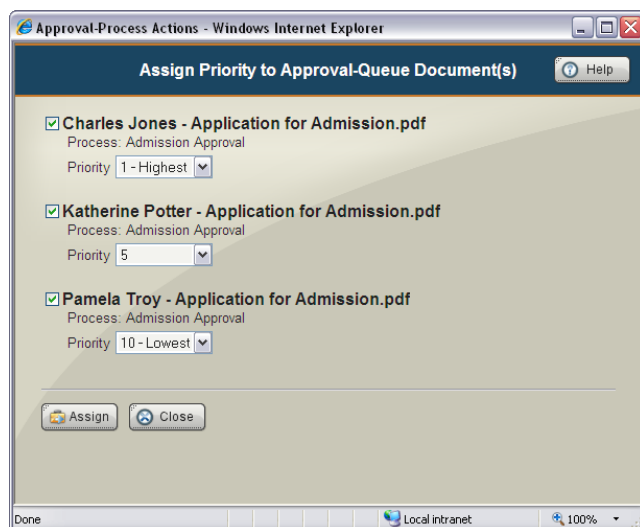 Approval-Process Actions - Windows Internet Explorer
Assign Priority to Approval-Queue Document(s)
Help
Charles Jones - Application for Admission.pdf
Process: Admission Approval
Priority 1 - Highest
Katherine Potter - Application for Admission.pdf
Process: Admission Approval
Priority 5
Pamela Troy - Application for Admission.pdf
Process: Admission Approval
Priority 10 - Lowest
Assign Close
Done Local intranet 100%